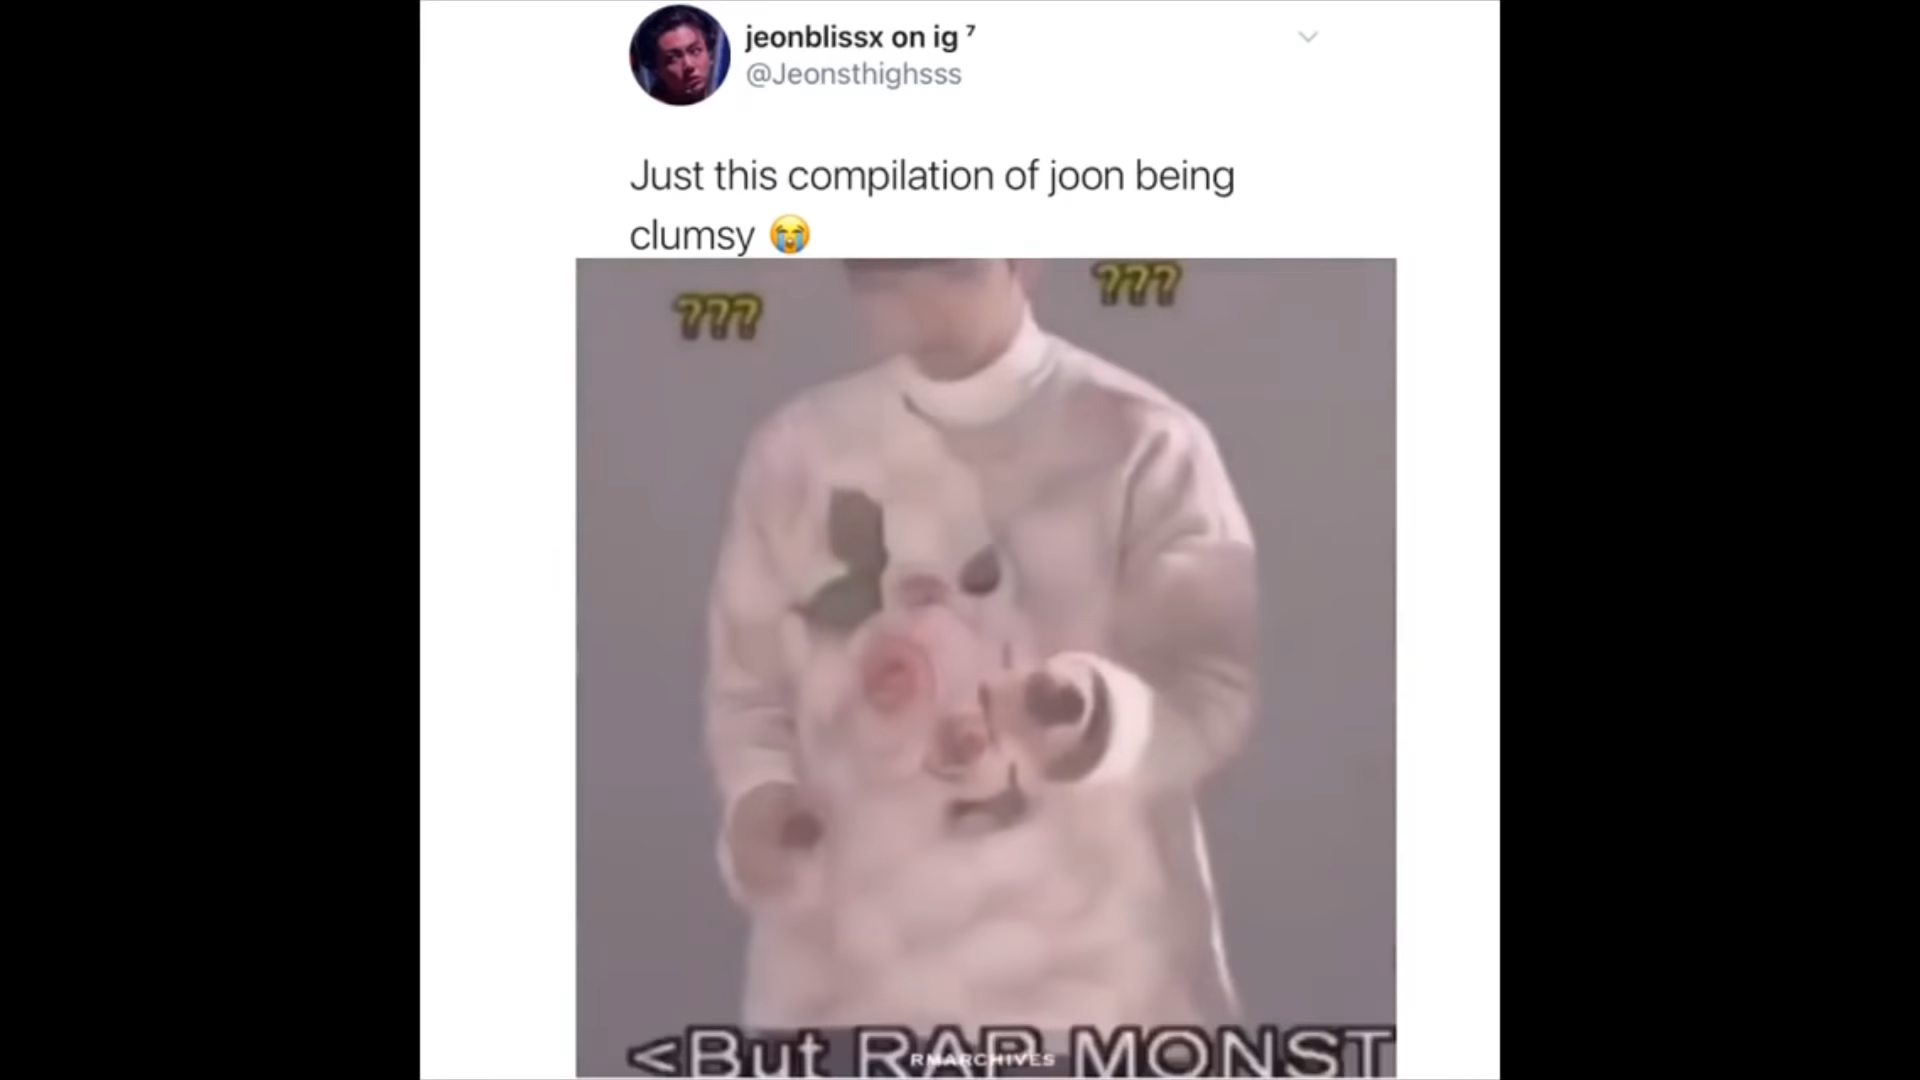 jeonblissx on ig ⁷
@Jeonsthighsss
Just this compilation of joon being
clumsy 😭
???
???
<But RAP MONST
RMARCHIVES